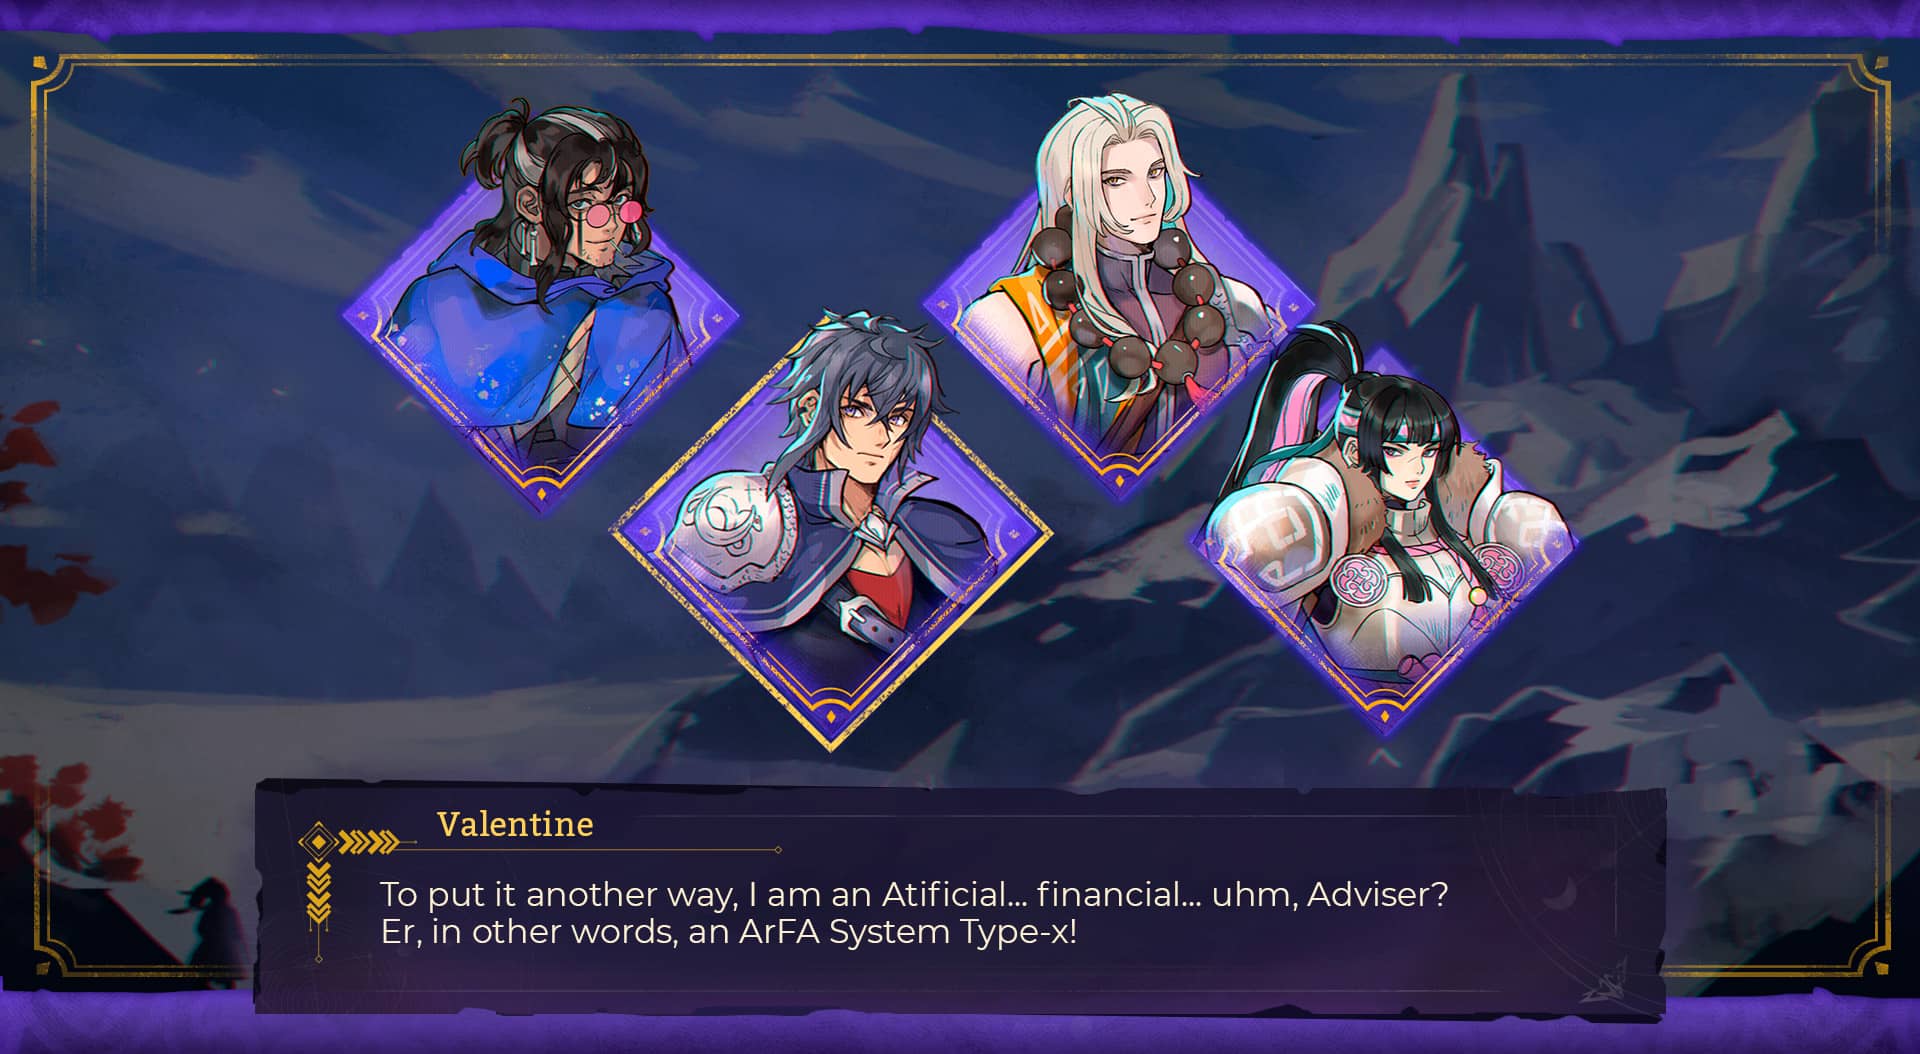 Valentine
To put it another way, I am an Atificial... financial... uhm, Adviser?
Er, in other words, an ArFA System Type-x!